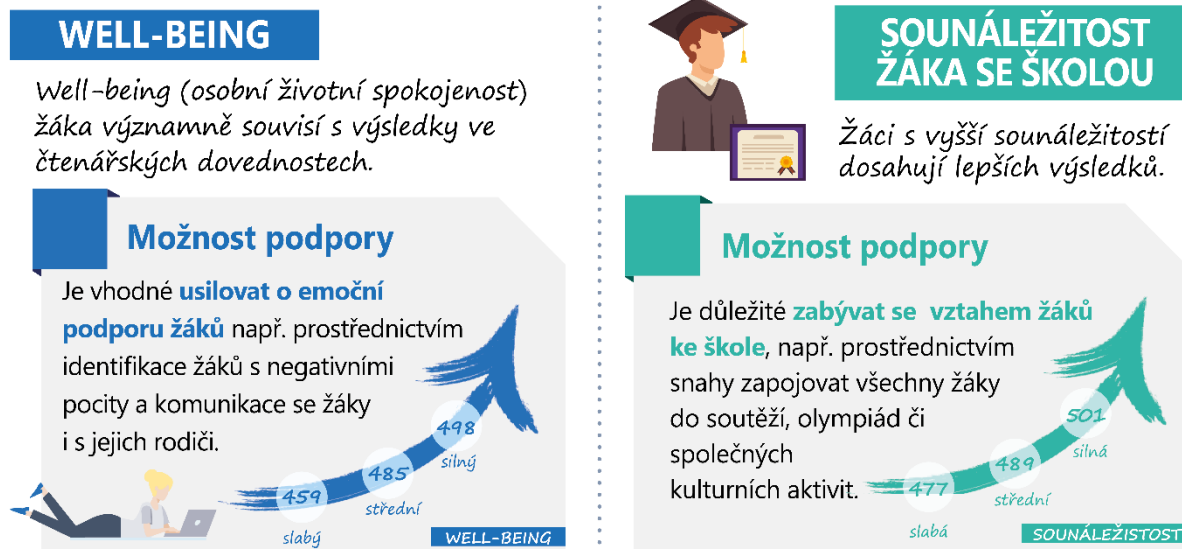 WELL-BEING
Well-being (osobní životní spokojenost)
žáka významně souvisí s výsledky ve
čtenářských dovednostech.
Možnost podpory
Je vhodné usilovat o emoční
podporu žáků např. prostřednictvím
identifikace žáků s negativními
pocity a komunikace se žáky
i s jejich rodiči.
498
silný
485
střední
459
slabý
WELL-BEING
SOUNÁLEŽITOST
ŽÁKA SE ŠKOLOU
Žáci s vyšší sounáležitostí
dosahují lepších výsledků.
Možnost podpory
Je důležité zabývat se vztahem žáků
ke škole, např. prostřednictvím
snahy zapojovat všechny žáky
do soutěží, olympiád či
společných
kulturních aktivit.
501
silná
489
střední
477
slabá
SOUNÁLEŽISTOST